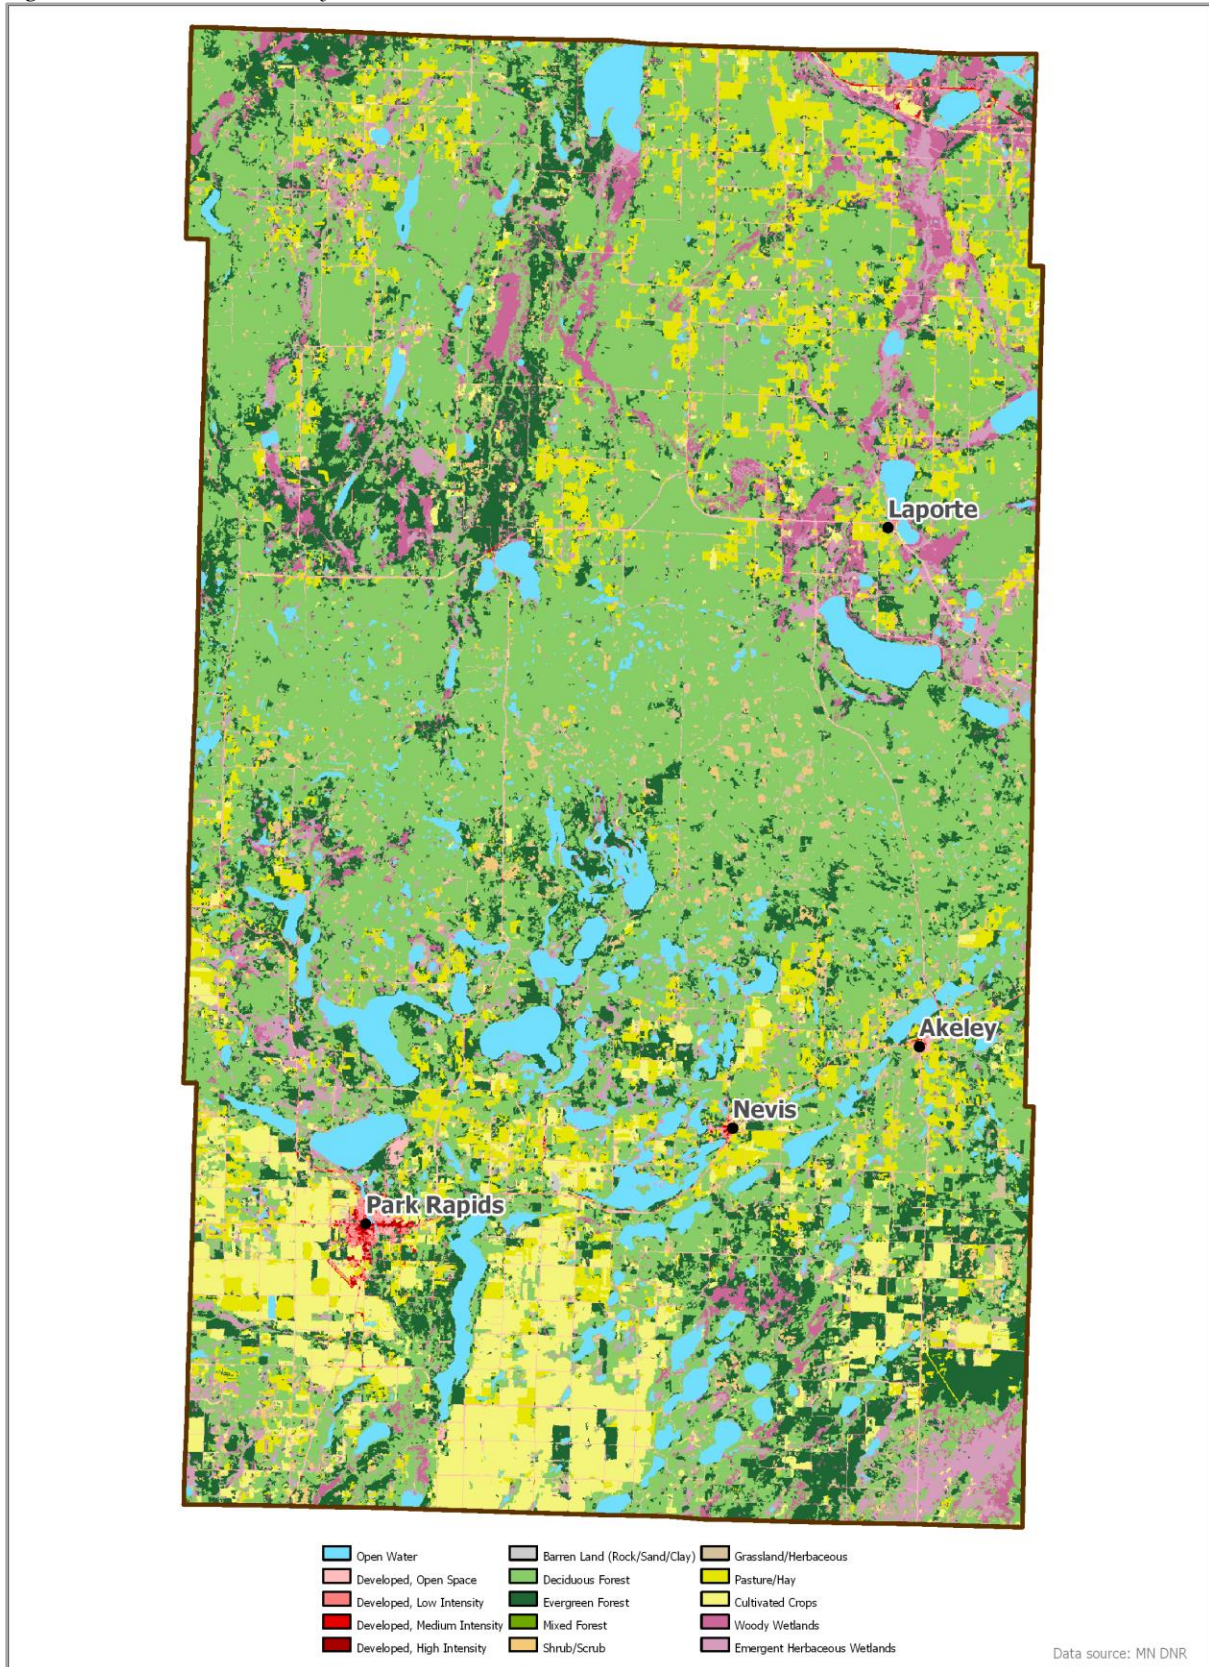 Laporte
Akeley
Nevis
Park Rapids
Open Water
Developed, Open Space
Developed, Low Intensity
Developed, Medium Intensity
Developed, High Intensity
Barren Land (Rock/Sand/Clay)
Deciduous Forest
Evergreen Forest
Mixed Forest
Shrub/Scrub
Grassland/Herbaceous
Pasture/Hay
Cultivated Crops
Woody Wetlands
Emergent Herbaceous Wetlands
Data source: MN DNR